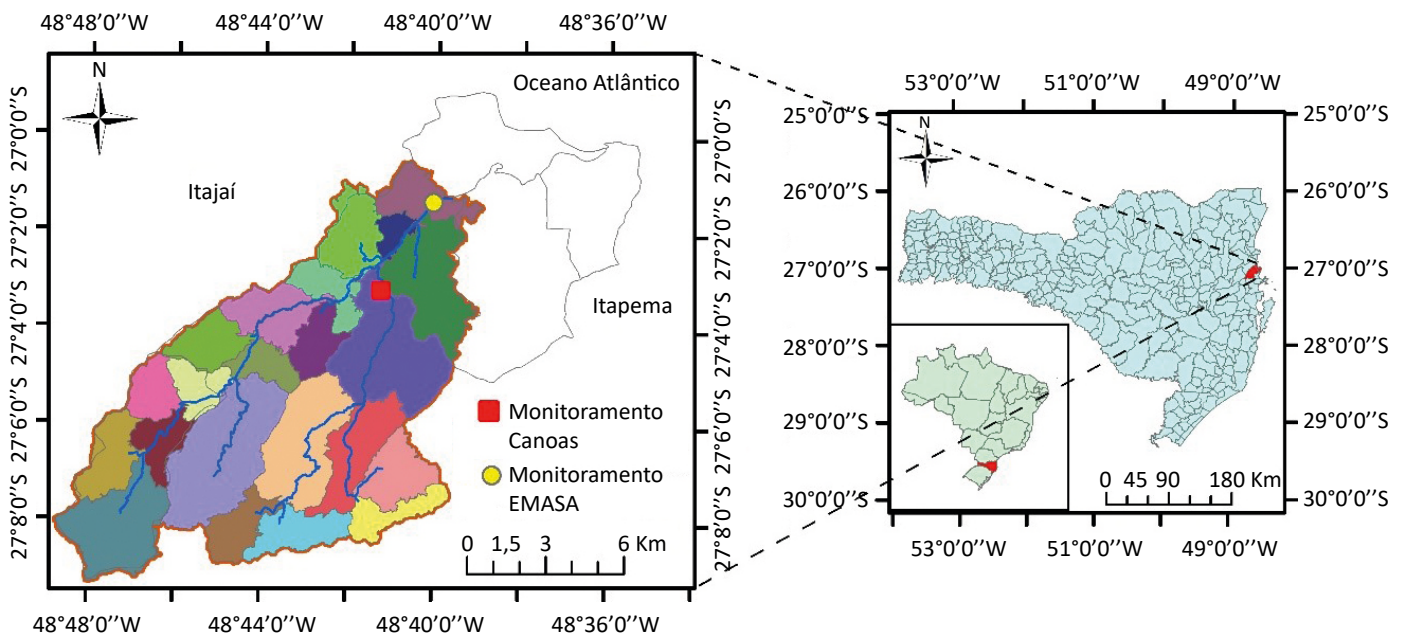 48°48’0’’W 48°44’0’’W 48°40’0’’W 48°36’0’’W
Oceano Atlântico
N
Itajaí
Itapema
27°0’0’’S
27°2’0’’S
27°4’0’’S
27°6’0’’S
27°8’0’’S
27°0’0’’S
27°2’0’’S
27°4’0’’S
27°6’0’’S
27°8’0’’S
Monitoramento
Canoas
Monitoramento
EMASA
0 1,5 3 6 Km
48°48’0’’W 48°44’0’’W 48°40’0’’W 48°36’0’’W
53°0’0’’W 51°0’0’’W 49°0’0’’W
N
25°0’0’’S 25°0’0’’S
26°0’0’’S 26°0’0’’S
27°0’0’’S 27°0’0’’S
28°0’0’’S 28°0’0’’S
29°0’0’’S 29°0’0’’S
30°0’0’’S 30°0’0’’S
0 45 90 180 Km
53°0’0’’W 51°0’0’’W 49°0’0’’W